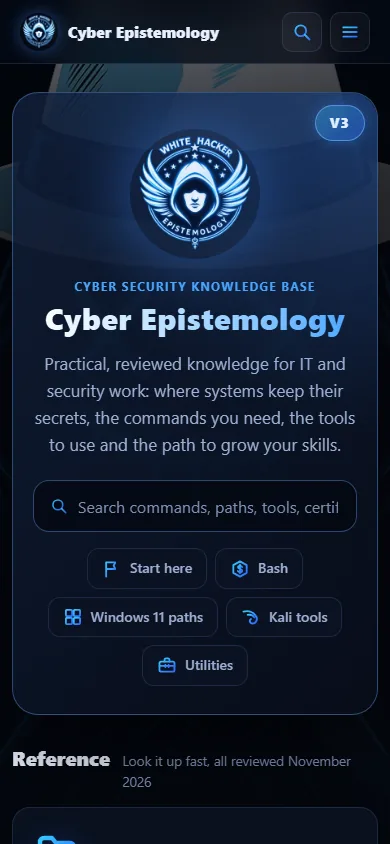 Cyber Epistemology
V3
WHITE HACKER
EPISTEMOLOGY
CYBER SECURITY KNOWLEDGE BASE
Cyber Epistemology
Practical, reviewed knowledge for IT and
security work: where systems keep their
secrets, the commands you need, the tools
to use and the path to grow your skills.
Search commands, paths, tools, certif
Start here
Bash
Windows 11 paths
Kali tools
Utilities
Reference
Look it up fast, all reviewed November
2026